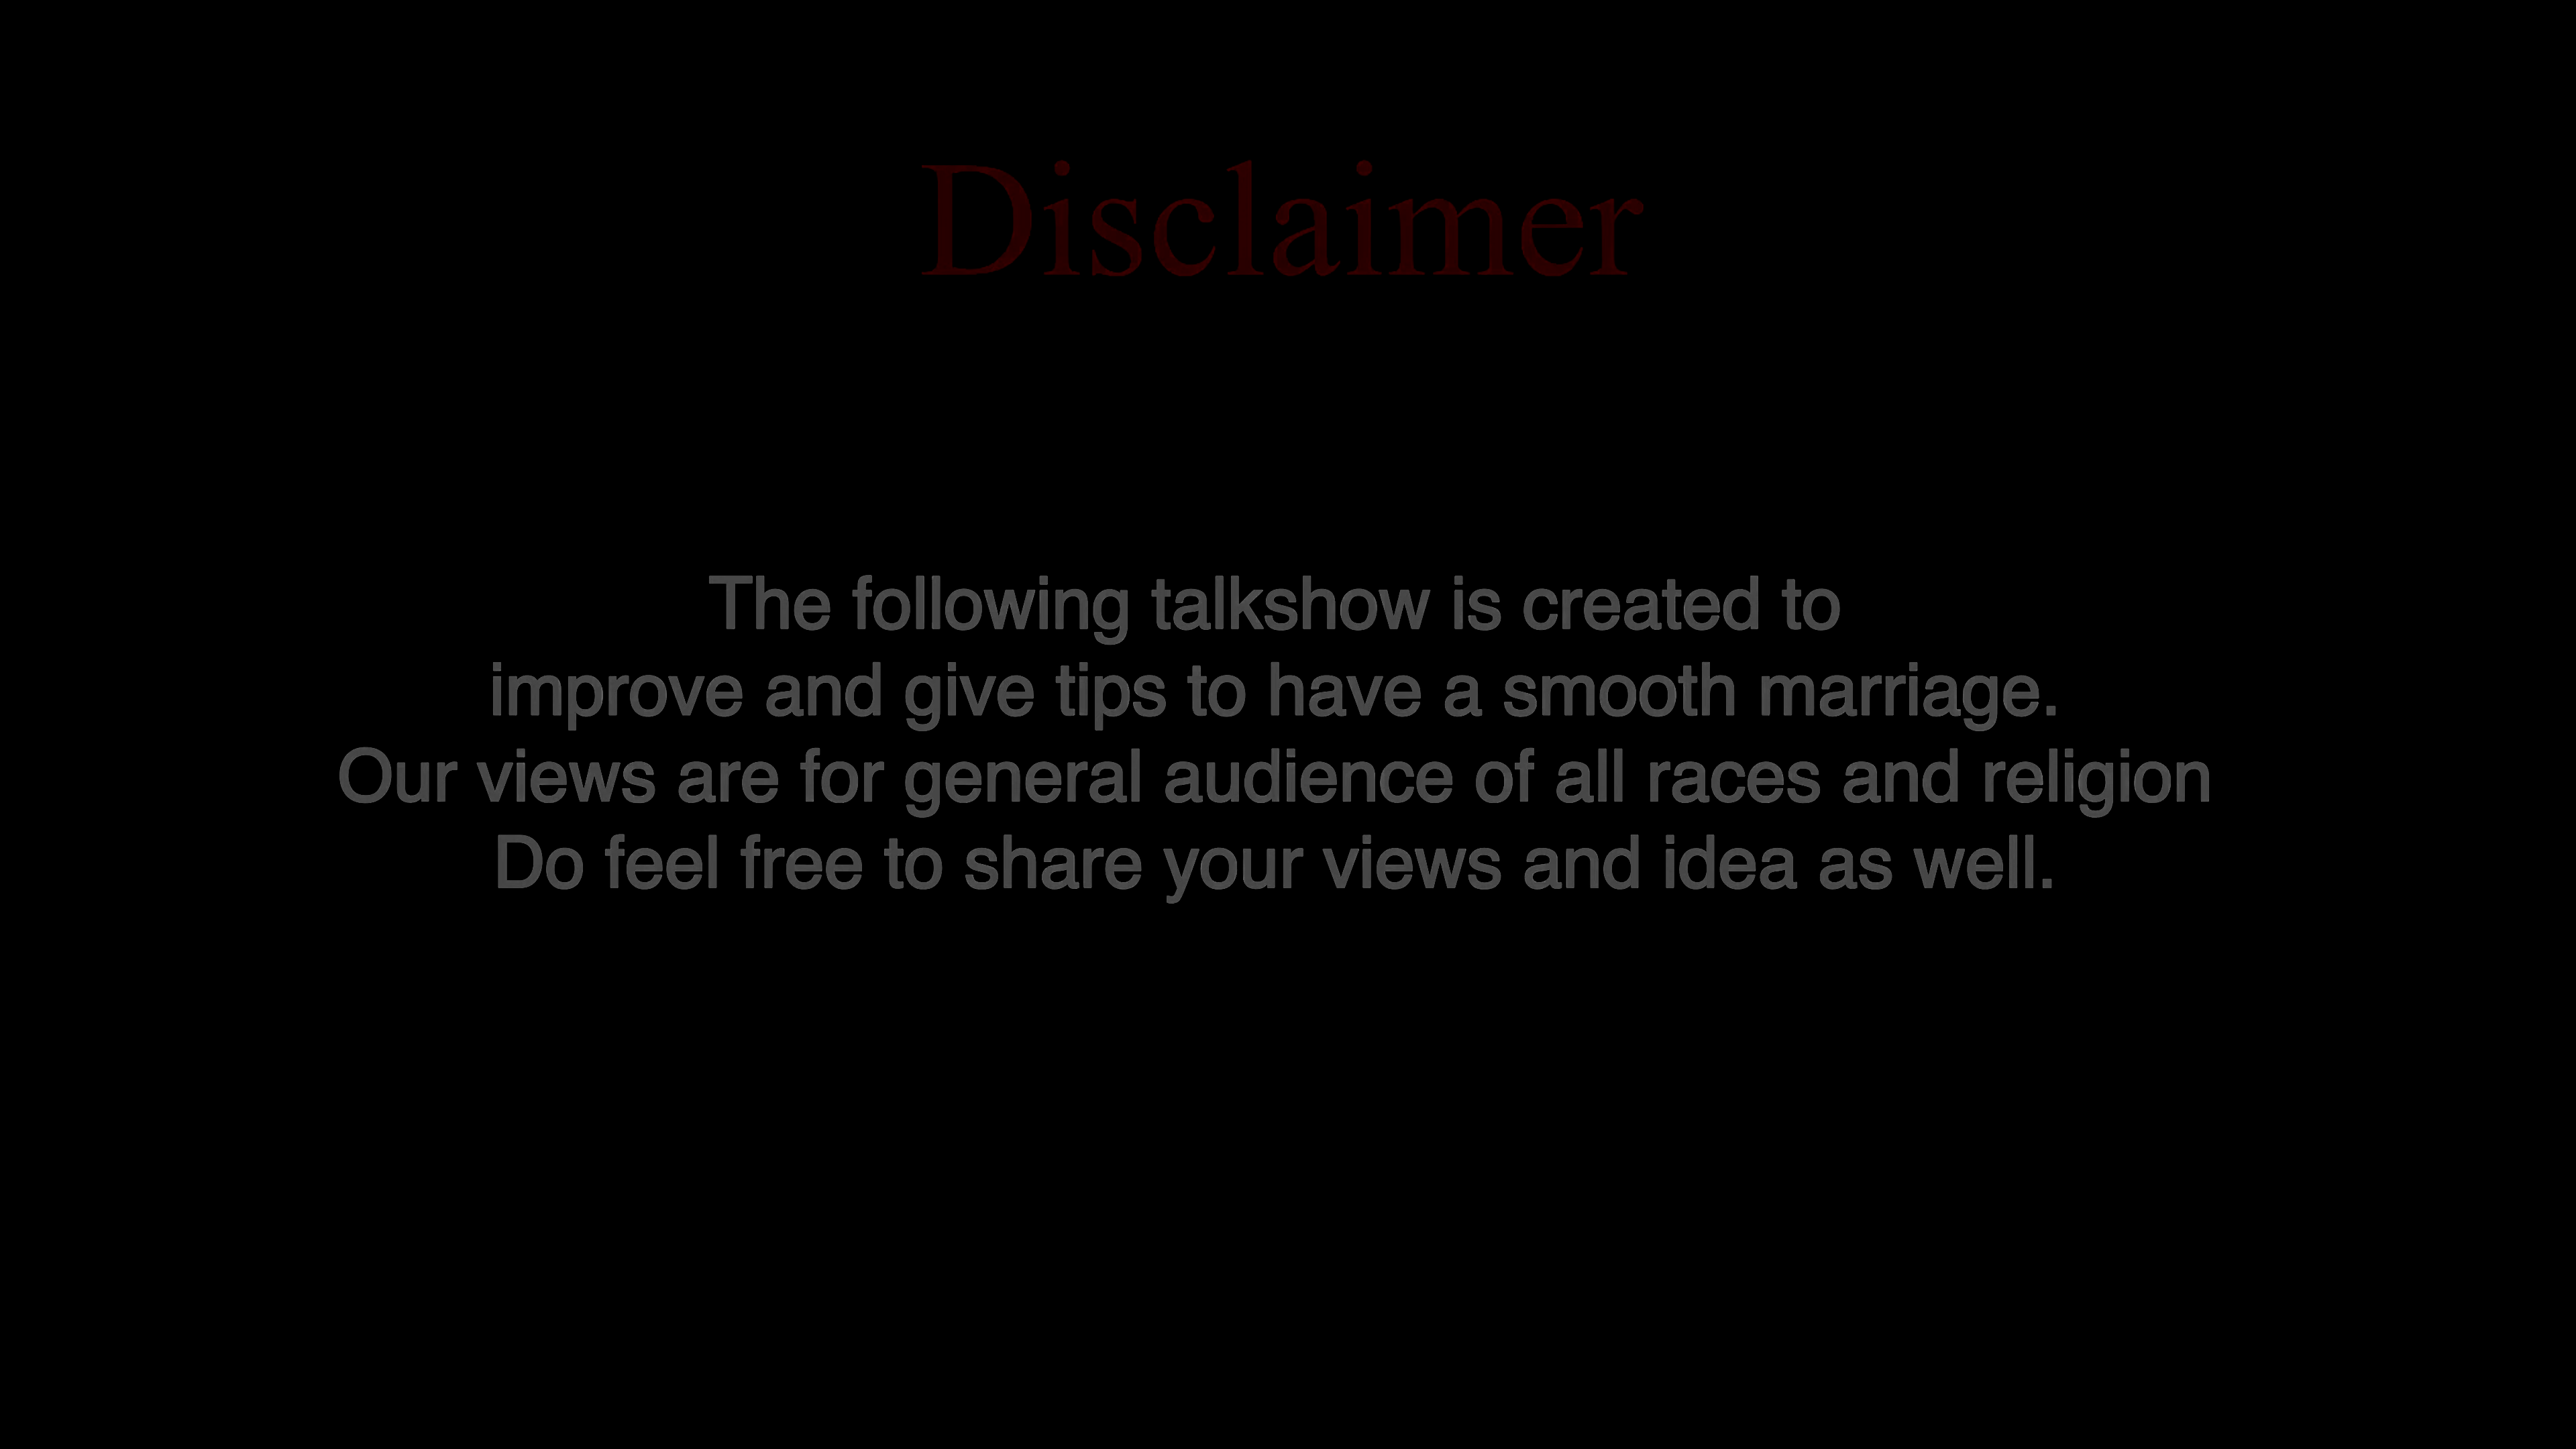 Disclaimer
The following talkshow is created to
improve and give tips to have a smooth marriage.
Our views are for general audience of all races and religion
Do feel free to share your views and idea as well.